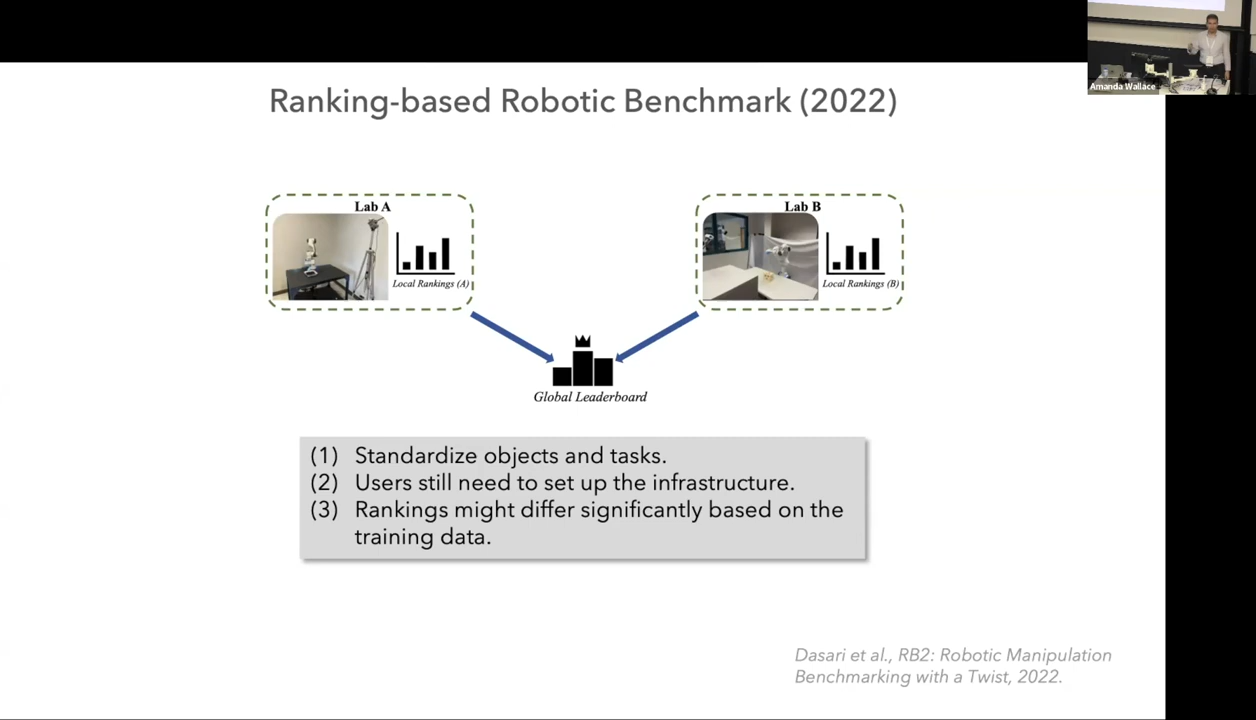 Amanda Wallace
Ranking-based Robotic Benchmark (2022)
Lab A
Local Rankings (A)
Lab B
Local Rankings (B)
Global Leaderboard
(1) Standardize objects and tasks.
(2) Users still need to set up the infrastructure.
(3) Rankings might differ significantly based on the
training data.
Dasari et al., RB2: Robotic Manipulation
Benchmarking with a Twist, 2022.